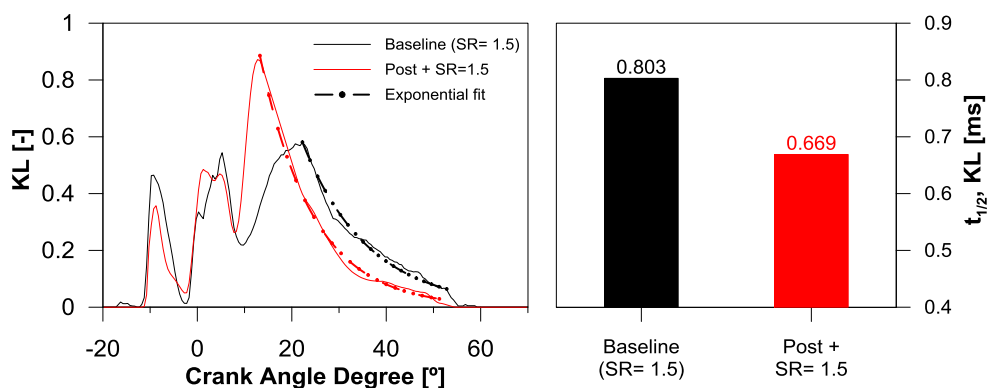 1
0.8
0.6
0.4
0.2
0
KL [-]
Baseline (SR= 1.5)
Post + SR=1.5
Exponential fit
-20
0
20
40
60
Crank Angle Degree [º]
0.803
0.669
0.9
0.8
0.7
0.6
0.5
0.4
t1/2, KL [ms]
Baseline
(SR= 1.5)
Post +
SR= 1.5